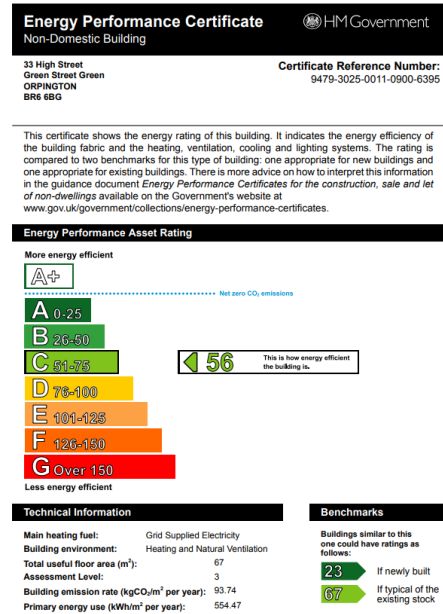 Energy Performance Certificate
HM Government
Non-Domestic Building
33 High Street
Green Street Green
ORPINGTON
BR6 6BG
Certificate Reference Number:
9479-3025-0011-0900-6395
This certificate shows the energy rating of this building. It indicates the energy efficiency of
the building fabric and the heating, ventilation, cooling and lighting systems. The rating is
compared to two benchmarks for this type of building: one appropriate for new buildings and
one appropriate for existing buildings. There is more advice on how to interpret this information
in the guidance document Energy Performance Certificates for the construction, sale and let
of non-dwellings available on the Government's website at
www.gov.uk/government/collections/energy-performance-certificates.
Energy Performance Asset Rating
More energy efficient
A+
Net zero CO₂ emissions
A 0-25
B 26-50
C 51-75
56
This is how energy efficient
the building is.
D 76-100
E 101-125
F 126-150
G Over 150
Less energy efficient
Technical Information
Main heating fuel: Grid Supplied Electricity
Building environment: Heating and Natural Ventilation
Total useful floor area (m²): 67
Assessment Level: 3
Building emission rate (kgCO₂/m² per year): 93.74
Primary energy use (kWh/m² per year): 554.47
Benchmarks
Buildings similar to this
one could have ratings as
follows:
23 If newly built
67 If typical of the
existing stock